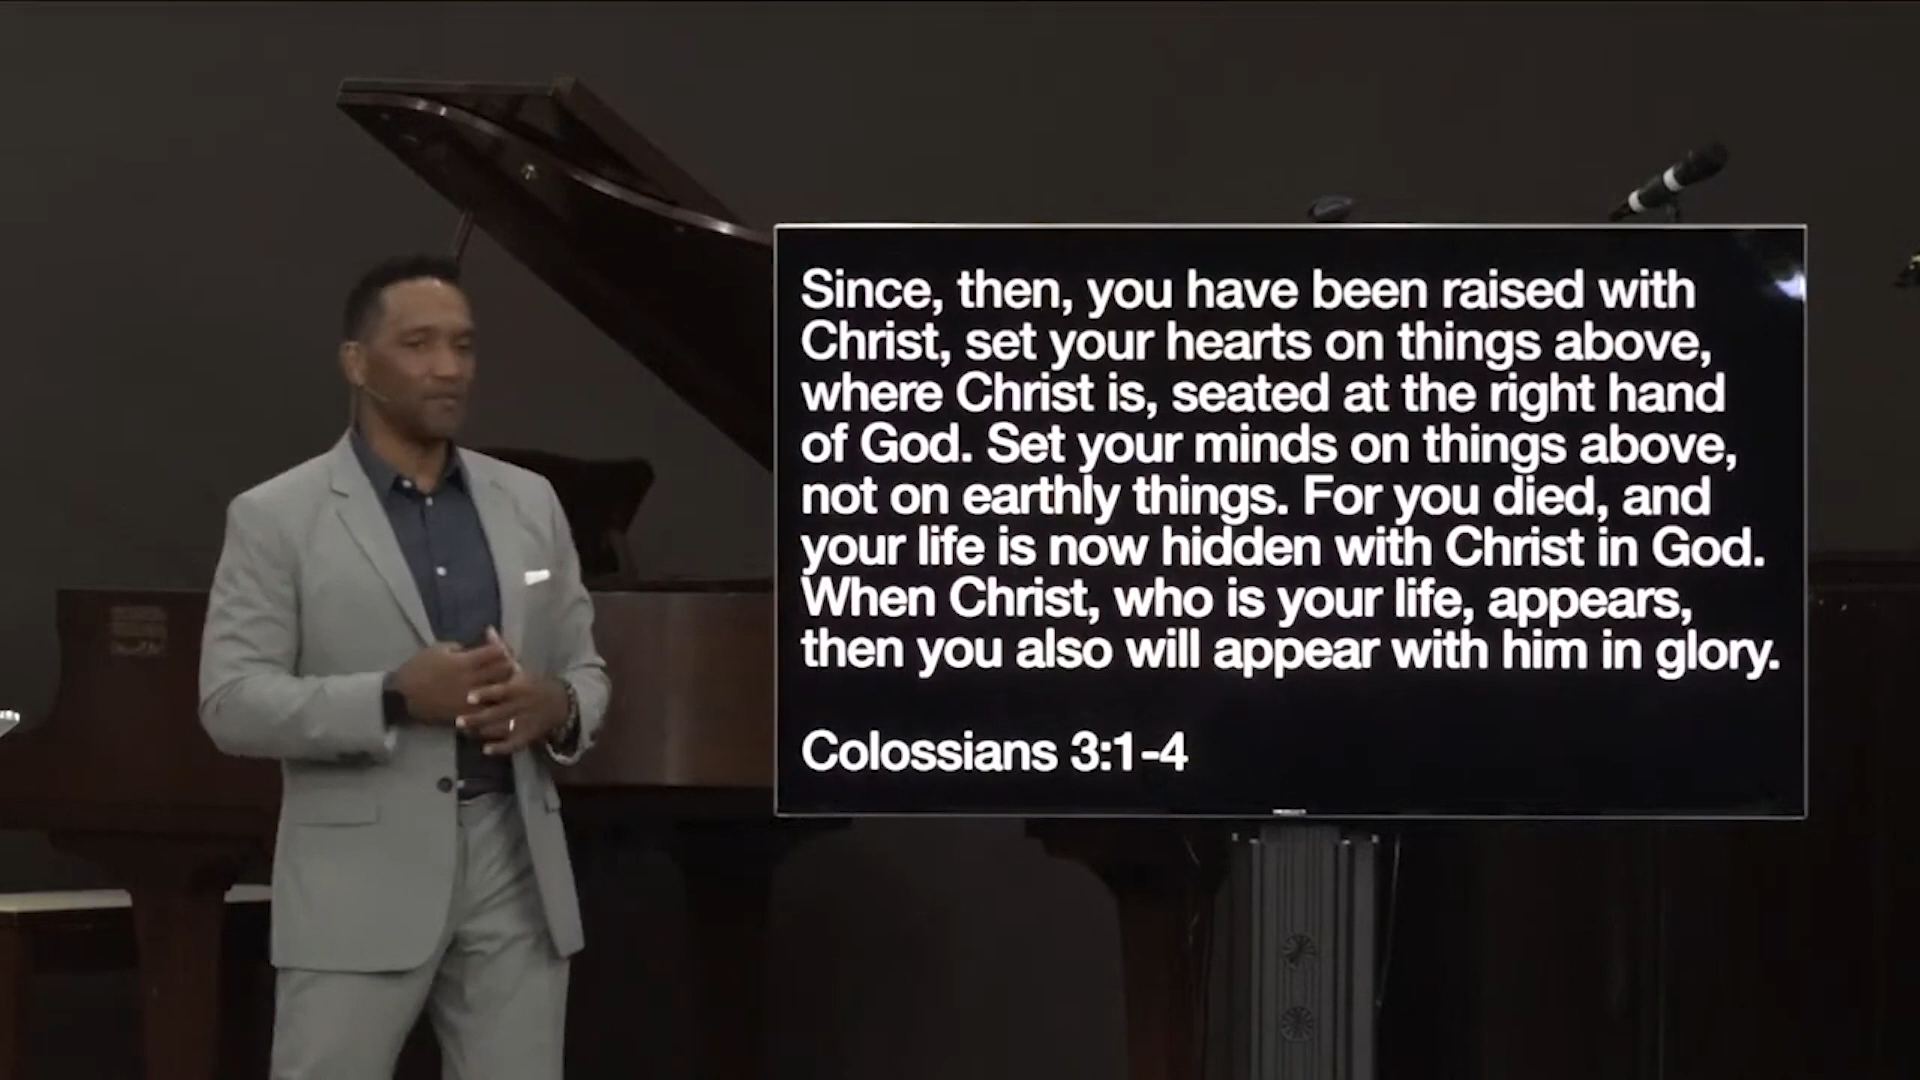 Since, then, you have been raised with
Christ, set your hearts on things above,
where Christ is, seated at the right hand
of God. Set your minds on things above,
not on earthly things. For you died, and
your life is now hidden with Christ in God.
When Christ, who is your life, appears,
then you also will appear with him in glory.
Colossians 3:1-4